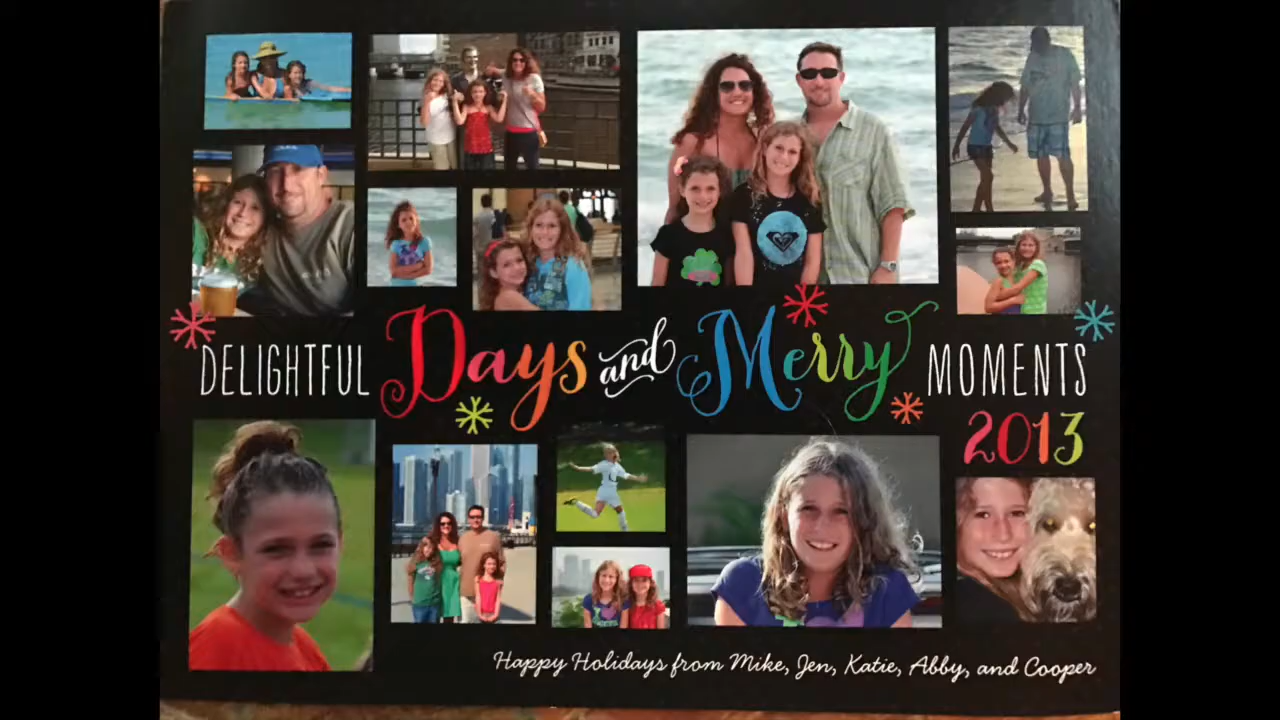 DELIGHTFUL Days and Merry MOMENTS
2013
Happy Holidays from Mike, Jen, Katie, Abby, and Cooper